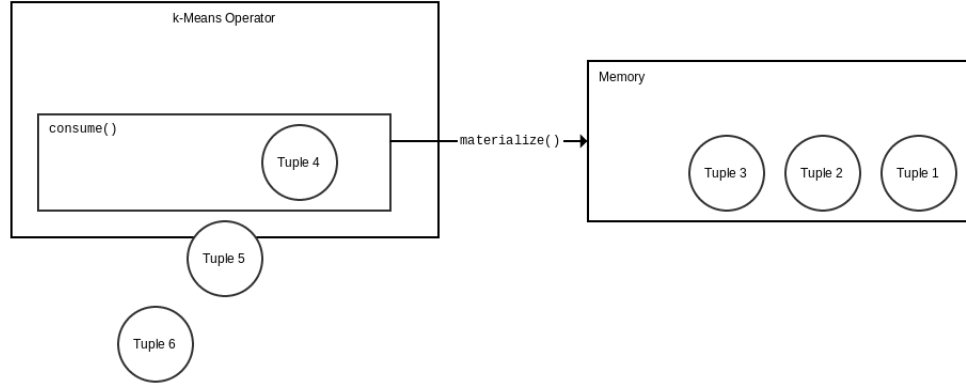 k-Means Operator
Memory
consume()
Tuple 4
materialize()
Tuple 3
Tuple 2
Tuple 1
Tuple 5
Tuple 6